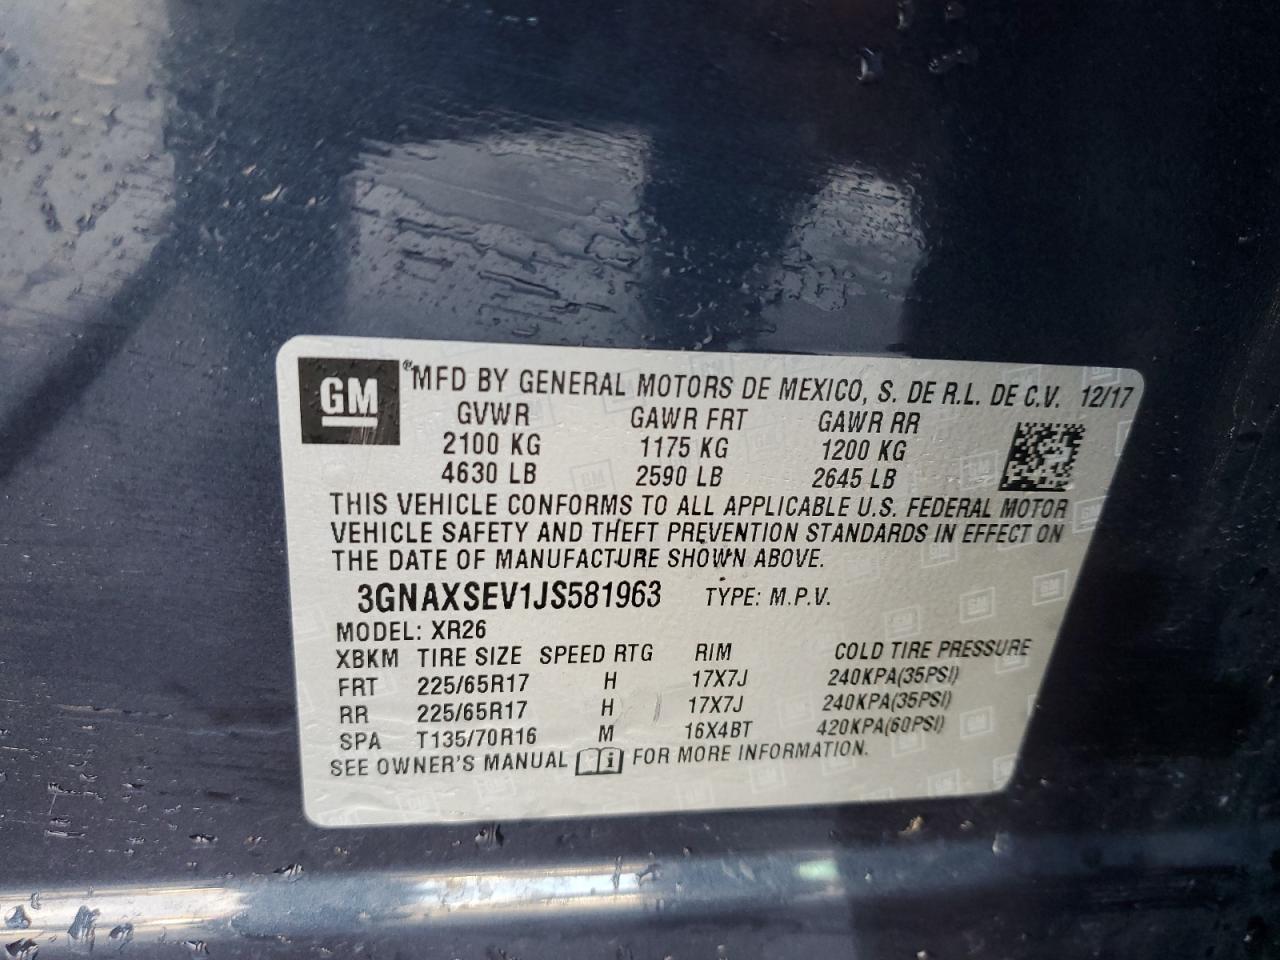 GM ® MFD BY GENERAL MOTORS DE MEXICO, S. DE R.L. DE C.V. 12/17
GVWR GAWR FRT GAWR RR
2100 KG 1175 KG 1200 KG
4630 LB 2590 LB 2645 LB
THIS VEHICLE CONFORMS TO ALL APPLICABLE U.S. FEDERAL MOTOR
VEHICLE SAFETY AND THEFT PREVENTION STANDARDS IN EFFECT ON
THE DATE OF MANUFACTURE SHOWN ABOVE.
3GNAXSEV1JS581963 TYPE: M.P.V.
MODEL: XR26
XBKM TIRE SIZE SPEED RTG RIM COLD TIRE PRESSURE
FRT 225/65R17 H 17X7J 240KPA(35PSI)
RR 225/65R17 H 17X7J 240KPA(35PSI)
SPA T135/70R16 M 16X4BT 420KPA(60PSI)
SEE OWNER'S MANUAL i FOR MORE INFORMATION.